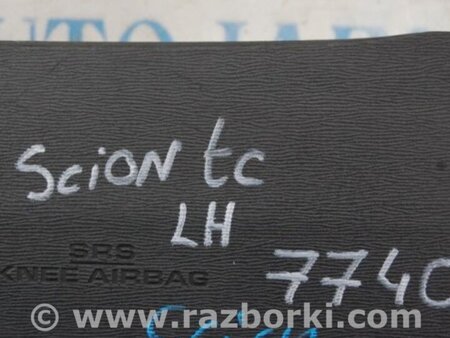 Scion tc
LH
SRS
KNEE AIRBAG
7740
© www.razborki.com